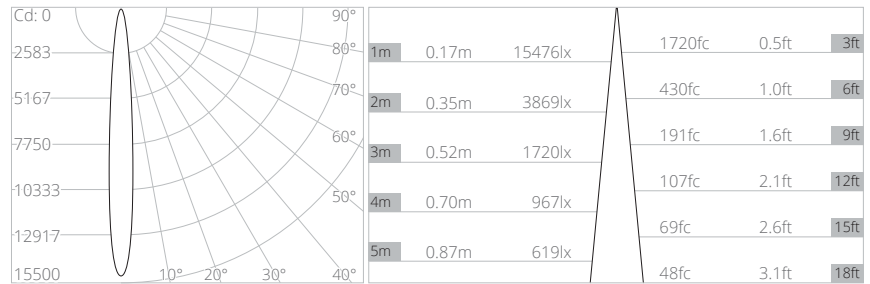 Cd: 0
2583
5167
7750
10333
12917
15500
90°
80°
70°
60°
50°
10° 20° 30° 40°
1m 0.17m 15476lx
2m 0.35m 3869lx
3m 0.52m 1720lx
4m 0.70m 967lx
5m 0.87m 619lx
1720fc 0.5ft 3ft
430fc 1.0ft 6ft
191fc 1.6ft 9ft
107fc 2.1ft 12ft
69fc 2.6ft 15ft
48fc 3.1ft 18ft